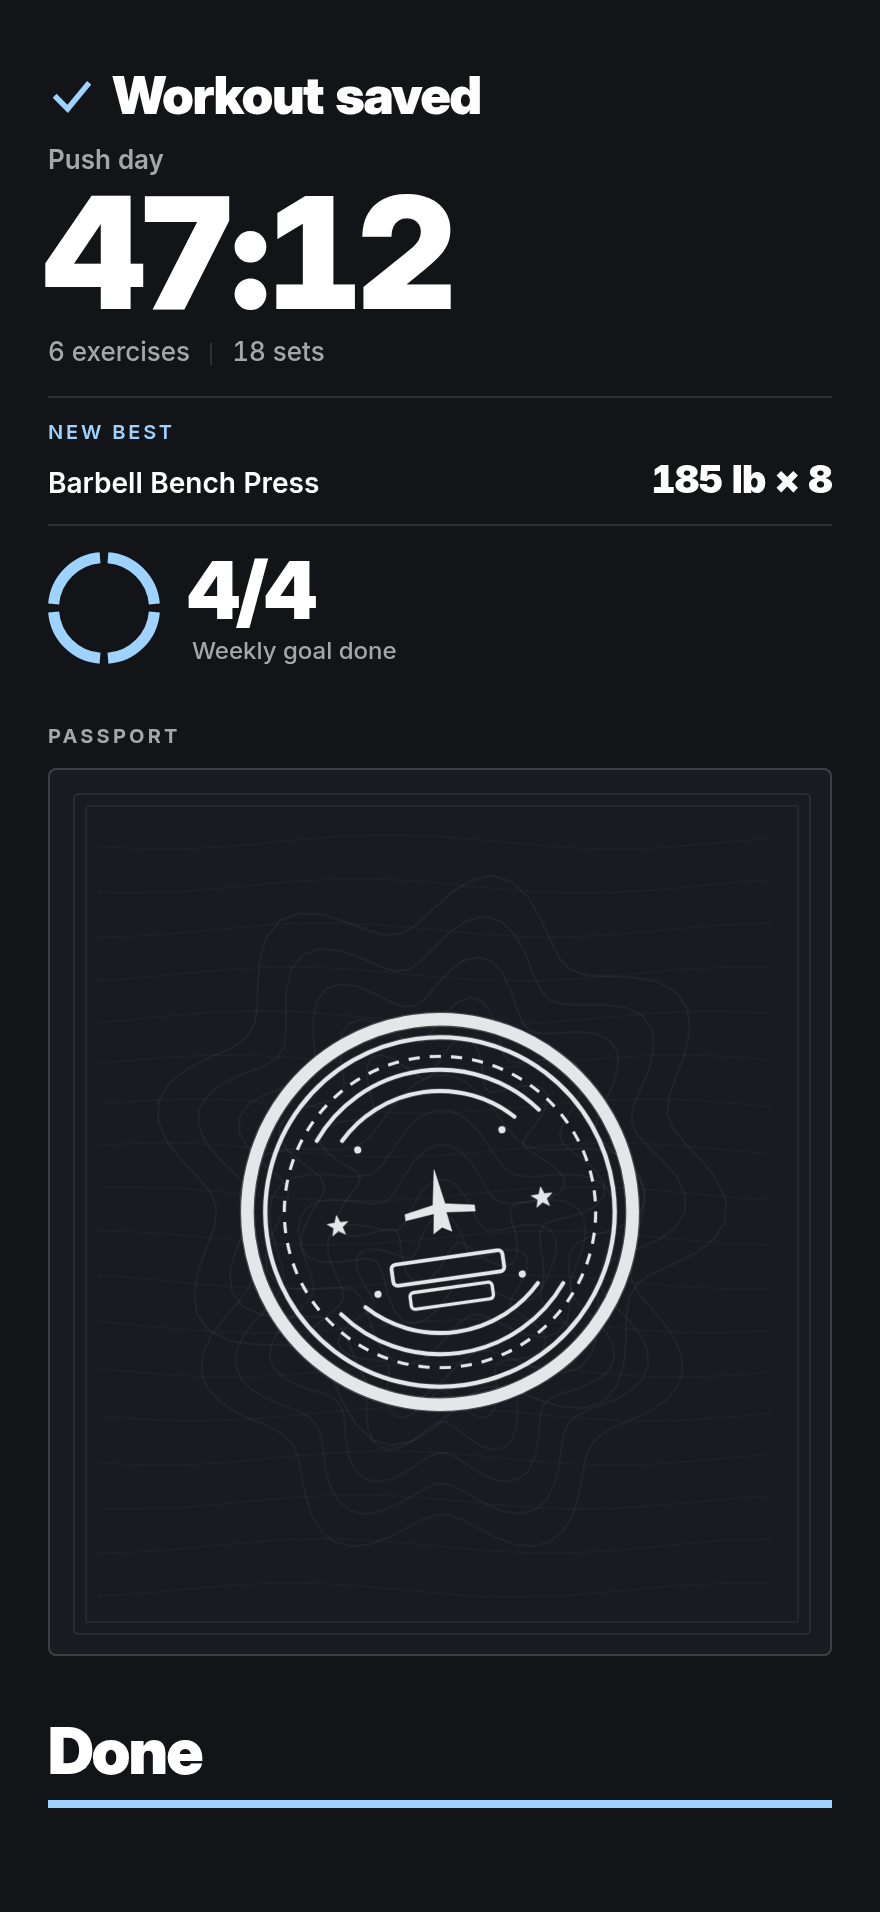 Workout saved
Push day
47:12
6 exercises | 18 sets
NEW BEST
Barbell Bench Press 185 lb × 8
4/4
Weekly goal done
PASSPORT
Done